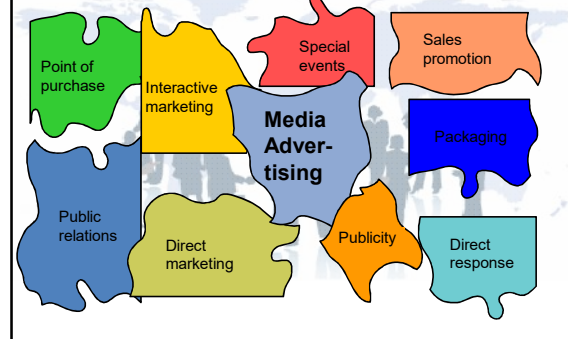 Point of
purchase
Interactive
marketing
Special
events
Sales
promotion
Media
Adver-
tising
Packaging
Public
relations
Direct
marketing
Publicity
Direct
response